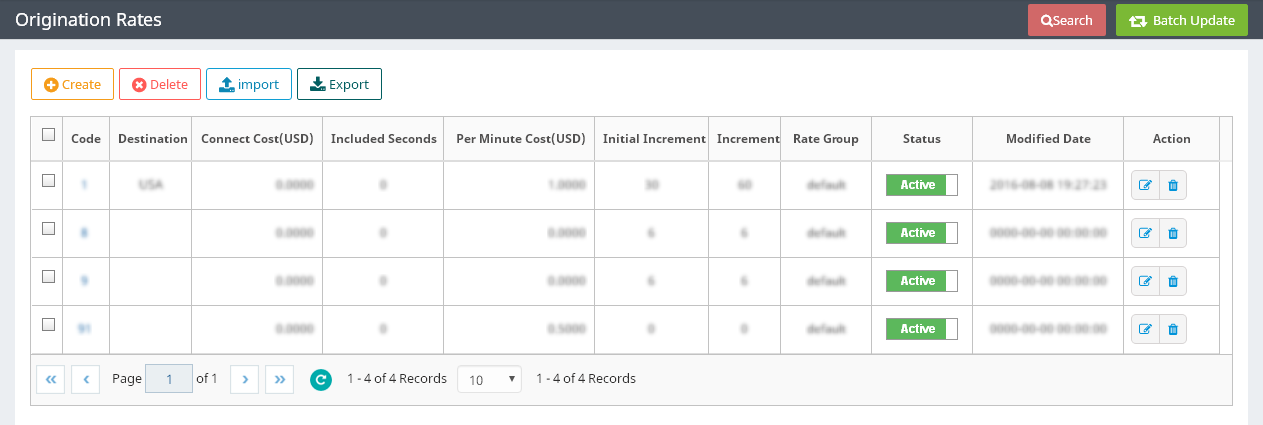 Origination Rates Search Batch Update
Create Delete import Export
Code Destination Connect Cost(USD) Included Seconds Per Minute Cost(USD) Initial Increment Increment Rate Group Status Modified Date Action
1 USA 0.0000 0 1.0000 30 60 default Active 2016-08-08 19:27:23
8 0.0000 0 0.0000 6 6 default Active 0000-00-00 00:00:00
9 0.0000 0 0.0000 6 6 default Active 0000-00-00 00:00:00
91 0.0000 0 0.5000 0 0 default Active 0000-00-00 00:00:00
Page 1 of 1 1 - 4 of 4 Records 10 1 - 4 of 4 Records